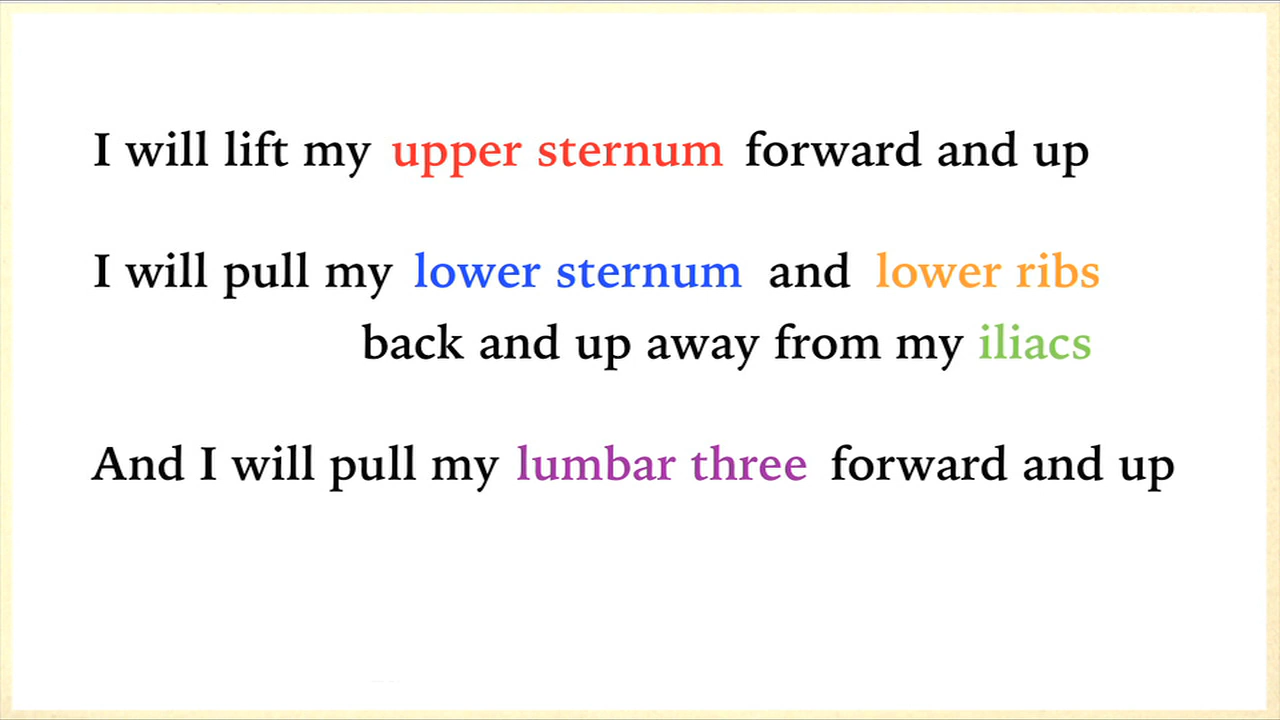 I will lift my upper sternum forward and up
I will pull my lower sternum and lower ribs
back and up away from my iliacs
And I will pull my lumbar three forward and up